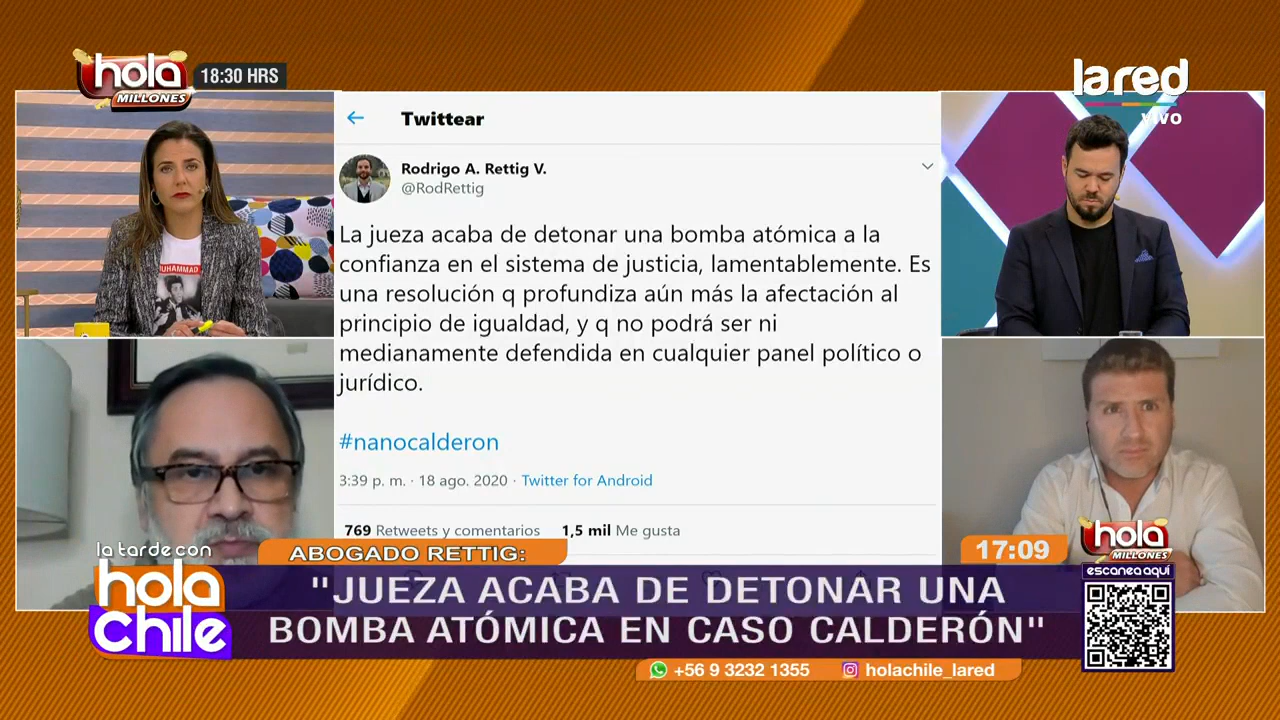 hola
MILLONES
18:30 HRS
la red
vivo
Twittear
Rodrigo A. Rettig V.
@RodRettig
La jueza acaba de detonar una bomba atómica a la
confianza en el sistema de justicia, lamentablemente. Es
una resolución q profundiza aún más la afectación al
principio de igualdad, y q no podrá ser ni
medianamente defendida en cualquier panel político o
jurídico.
#nanocalderon
3:39 p. m. · 18 ago. 2020 · Twitter for Android
769 Retweets y comentarios 1,5 mil Me gusta
MUHAMMAD
la tarde con
hola
chile
ABOGADO RETTIG:
"JUEZA ACABA DE DETONAR UNA
BOMBA ATÓMICA EN CASO CALDERÓN"
17:09
hola
MILLONES
escanea aquí
+56 9 3232 1355 holachile_lared